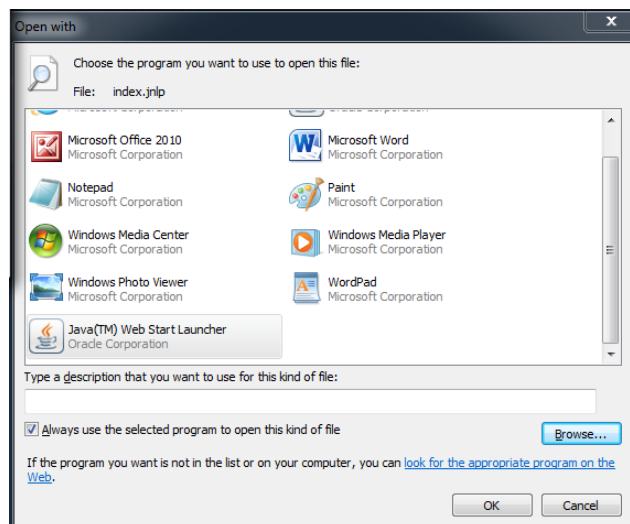 Open with
x
Choose the program you want to use to open this file:
File: index.jnlp
Microsoft Corporation
Oracle Corporation
Microsoft Office 2010
Microsoft Corporation
Microsoft Word
Microsoft Corporation
Notepad
Microsoft Corporation
Paint
Microsoft Corporation
Windows Media Center
Microsoft Corporation
Windows Media Player
Microsoft Corporation
Windows Photo Viewer
Microsoft Corporation
WordPad
Microsoft Corporation
Java(TM) Web Start Launcher
Oracle Corporation
Type a description that you want to use for this kind of file:
Always use the selected program to open this kind of file
Browse...
If the program you want is not in the list or on your computer, you can look for the appropriate program on the
Web.
OK
Cancel